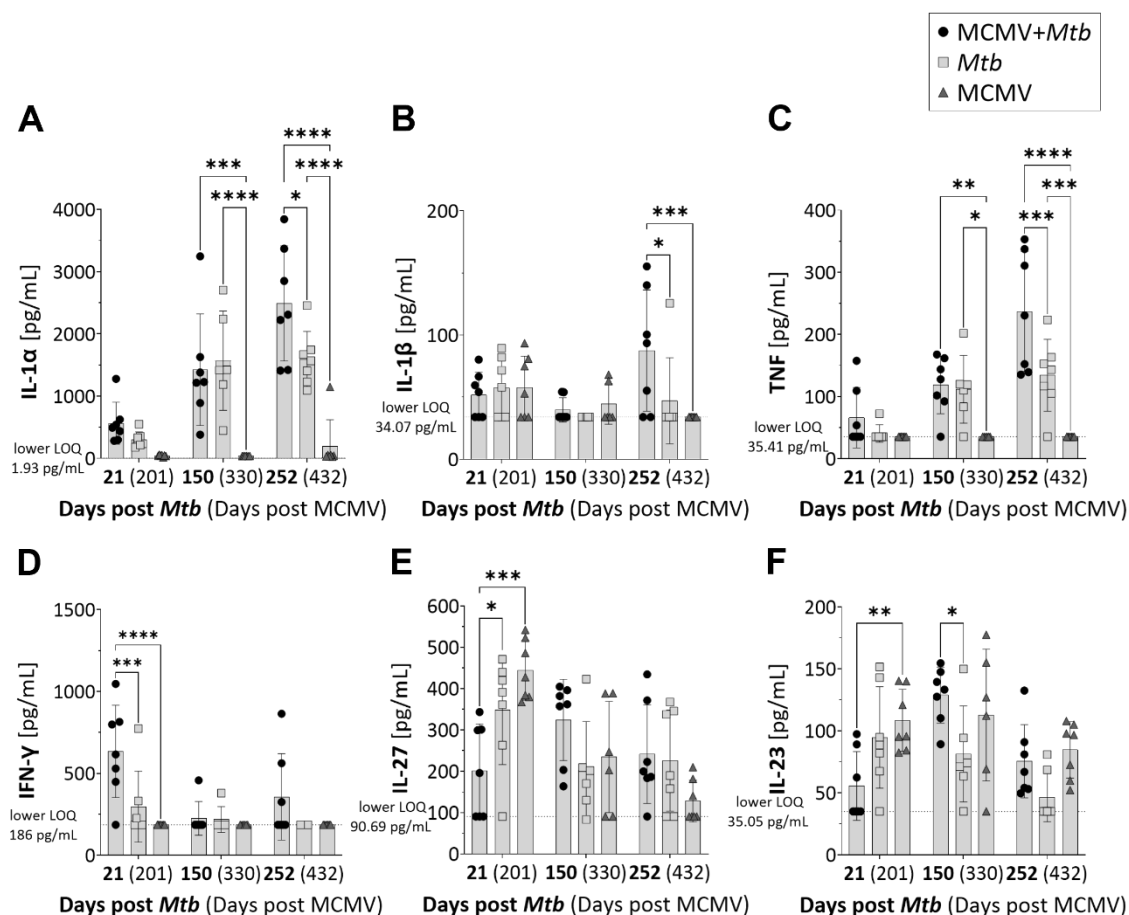 MCMV+Mtb
Mtb
MCMV
A
IL-1α [pg/mL]
4000
3000
2000
1000
0
lower LOQ
1.93 pg/mL
***
****
****
****
*
21 (201) 150 (330) 252 (432)
Days post Mtb (Days post MCMV)
B
IL-1β [pg/mL]
200
100
0
lower LOQ
34.07 pg/mL
***
*
21 (201) 150 (330) 252 (432)
Days post Mtb (Days post MCMV)
C
TNF [pg/mL]
400
300
200
100
0
lower LOQ
35.41 pg/mL
**
*
****
***
***
21 (201) 150 (330) 252 (432)
Days post Mtb (Days post MCMV)
D
IFN-γ [pg/mL]
1500
1000
500
0
lower LOQ
186 pg/mL
****
***
21 (201) 150 (330) 252 (432)
Days post Mtb (Days post MCMV)
E
IL-27 [pg/mL]
600
500
400
300
200
100
0
lower LOQ
90.69 pg/mL
***
*
21 (201) 150 (330) 252 (432)
Days post Mtb (Days post MCMV)
F
IL-23 [pg/mL]
200
150
100
50
0
lower LOQ
35.05 pg/mL
**
*
21 (201) 150 (330) 252 (432)
Days post Mtb (Days post MCMV)